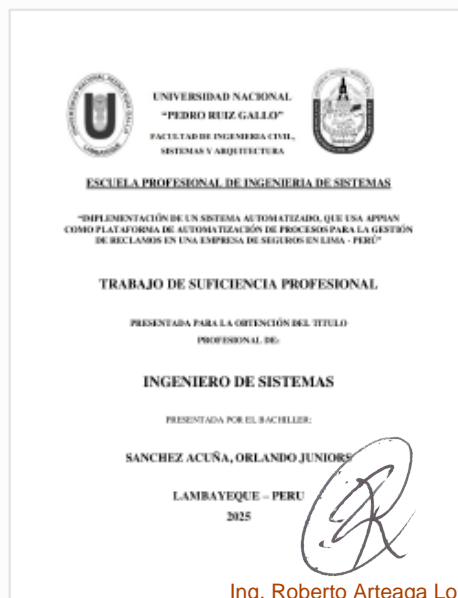 UNIVERSIDAD NACIONAL
“PEDRO RUIZ GALLO”
FACULTAD DE INGENIERIA CIVIL,
SISTEMAS Y ARQUITECTURA
ESCUELA PROFESIONAL DE INGENIERIA DE SISTEMAS
“IMPLEMENTACIÓN DE UN SISTEMA AUTOMATIZADO, QUE USA APPIAN
COMO PLATAFORMA DE AUTOMATIZACIÓN DE PROCESOS PARA LA GESTIÓN
DE RECLAMOS EN UNA EMPRESA DE SEGUROS EN LIMA - PERÚ”
TRABAJO DE SUFICIENCIA PROFESIONAL
PRESENTADA PARA LA OBTENCIÓN DEL TITULO
PROFESIONAL DE:
INGENIERO DE SISTEMAS
PRESENTADA POR EL BACHILLER:
SANCHEZ ACUÑA, ORLANDO JUNIORS
LAMBAYEQUE – PERU
2025
Ing. Roberto Arteaga Lo